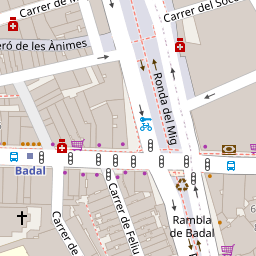 Carrer de M
Carrer del Soc
eró de les Ànimes
Ronda del Mig
Badal
Carrer de
Carrer de Feliu
Rambla
de Badal